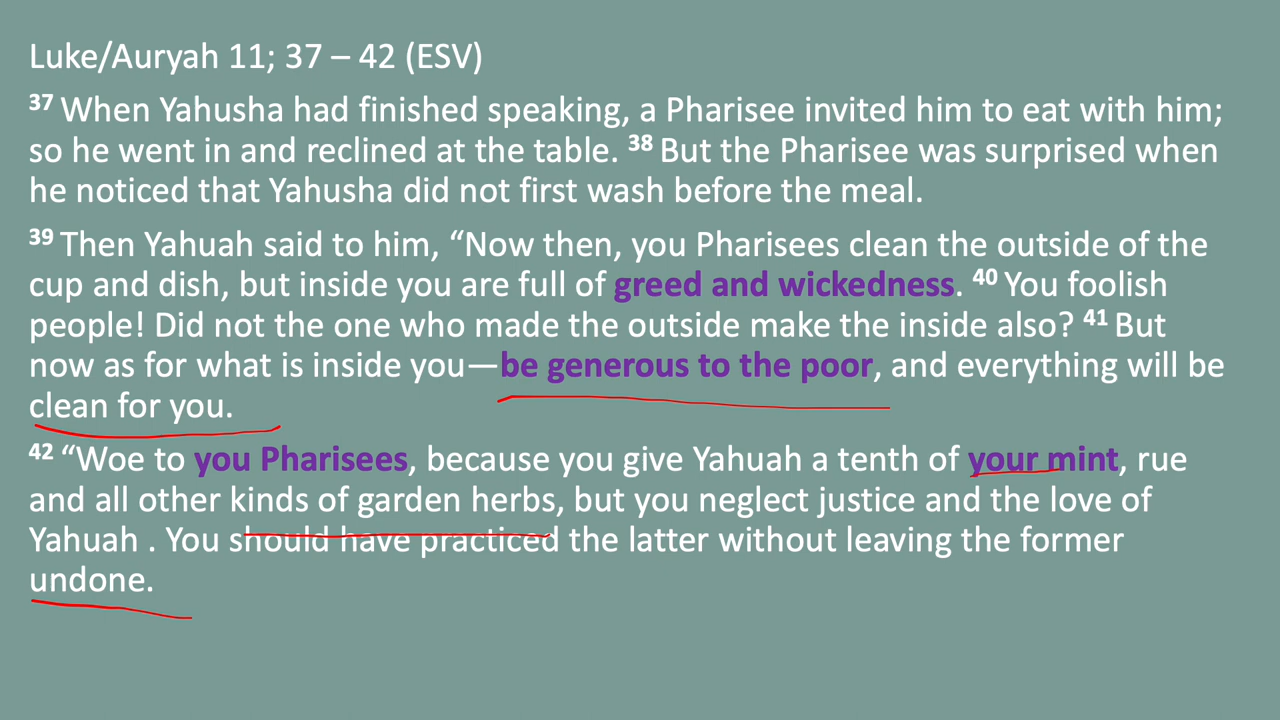 Luke/Auryah 11; 37 – 42 (ESV)
37 When Yahusha had finished speaking, a Pharisee invited him to eat with him;
so he went in and reclined at the table. 38 But the Pharisee was surprised when
he noticed that Yahusha did not first wash before the meal.
39 Then Yahuah said to him, “Now then, you Pharisees clean the outside of the
cup and dish, but inside you are full of greed and wickedness. 40 You foolish
people! Did not the one who made the outside make the inside also? 41 But
now as for what is inside you—be generous to the poor, and everything will be
clean for you.
42 “Woe to you Pharisees, because you give Yahuah a tenth of your mint, rue
and all other kinds of garden herbs, but you neglect justice and the love of
Yahuah . You should have practiced the latter without leaving the former
undone.